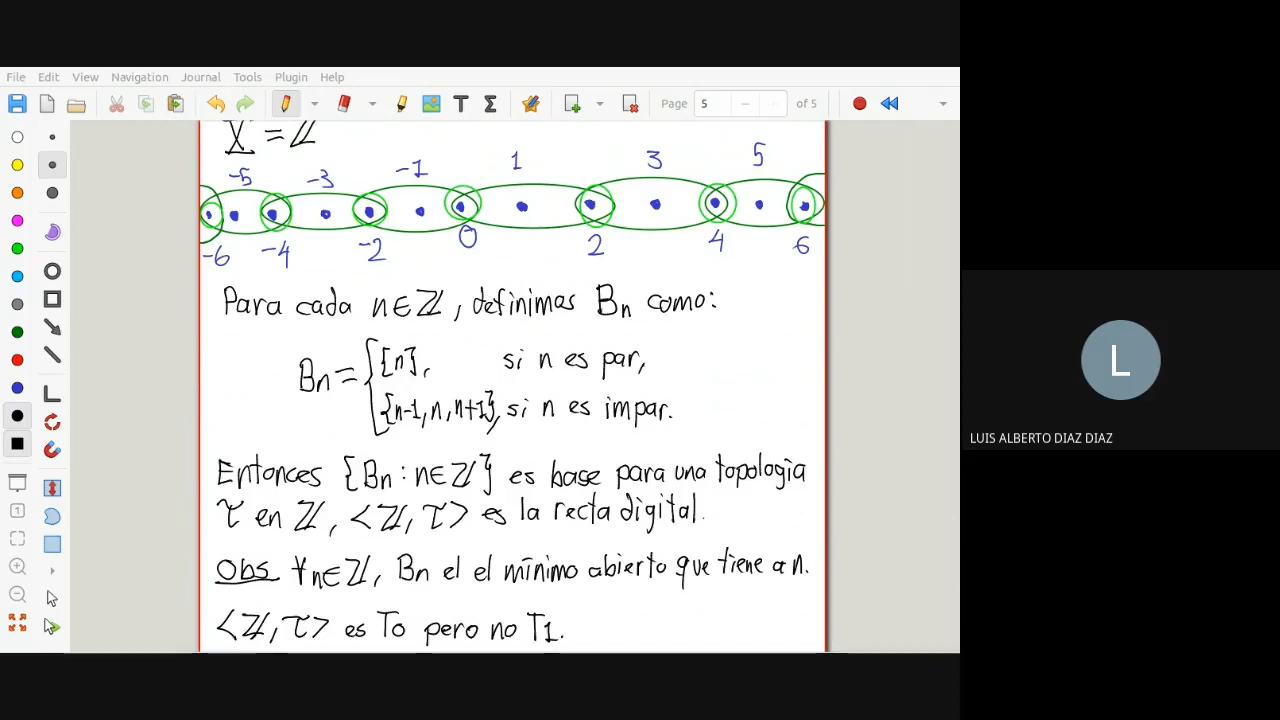 File Edit View Navigation Journal Tools Plugin Help
Page 5 of 5
X = ℤ
-5 -3 -1 1 3 5
-6 -4 -2 0 2 4 6
Para cada n∈ℤ, definimos Bn como:
Bn = { {n}, si n es par,
{n-1, n, n+1}, si n es impar.
Entonces {Bn : n∈ℤ} es base para una topología
τ en ℤ, <ℤ, τ> es la recta digital.
Obs ∀n∈ℤ, Bn el el mínimo abierto que tiene a n.
<ℤ, τ> es T0 pero no T1.
L
LUIS ALBERTO DIAZ DIAZ